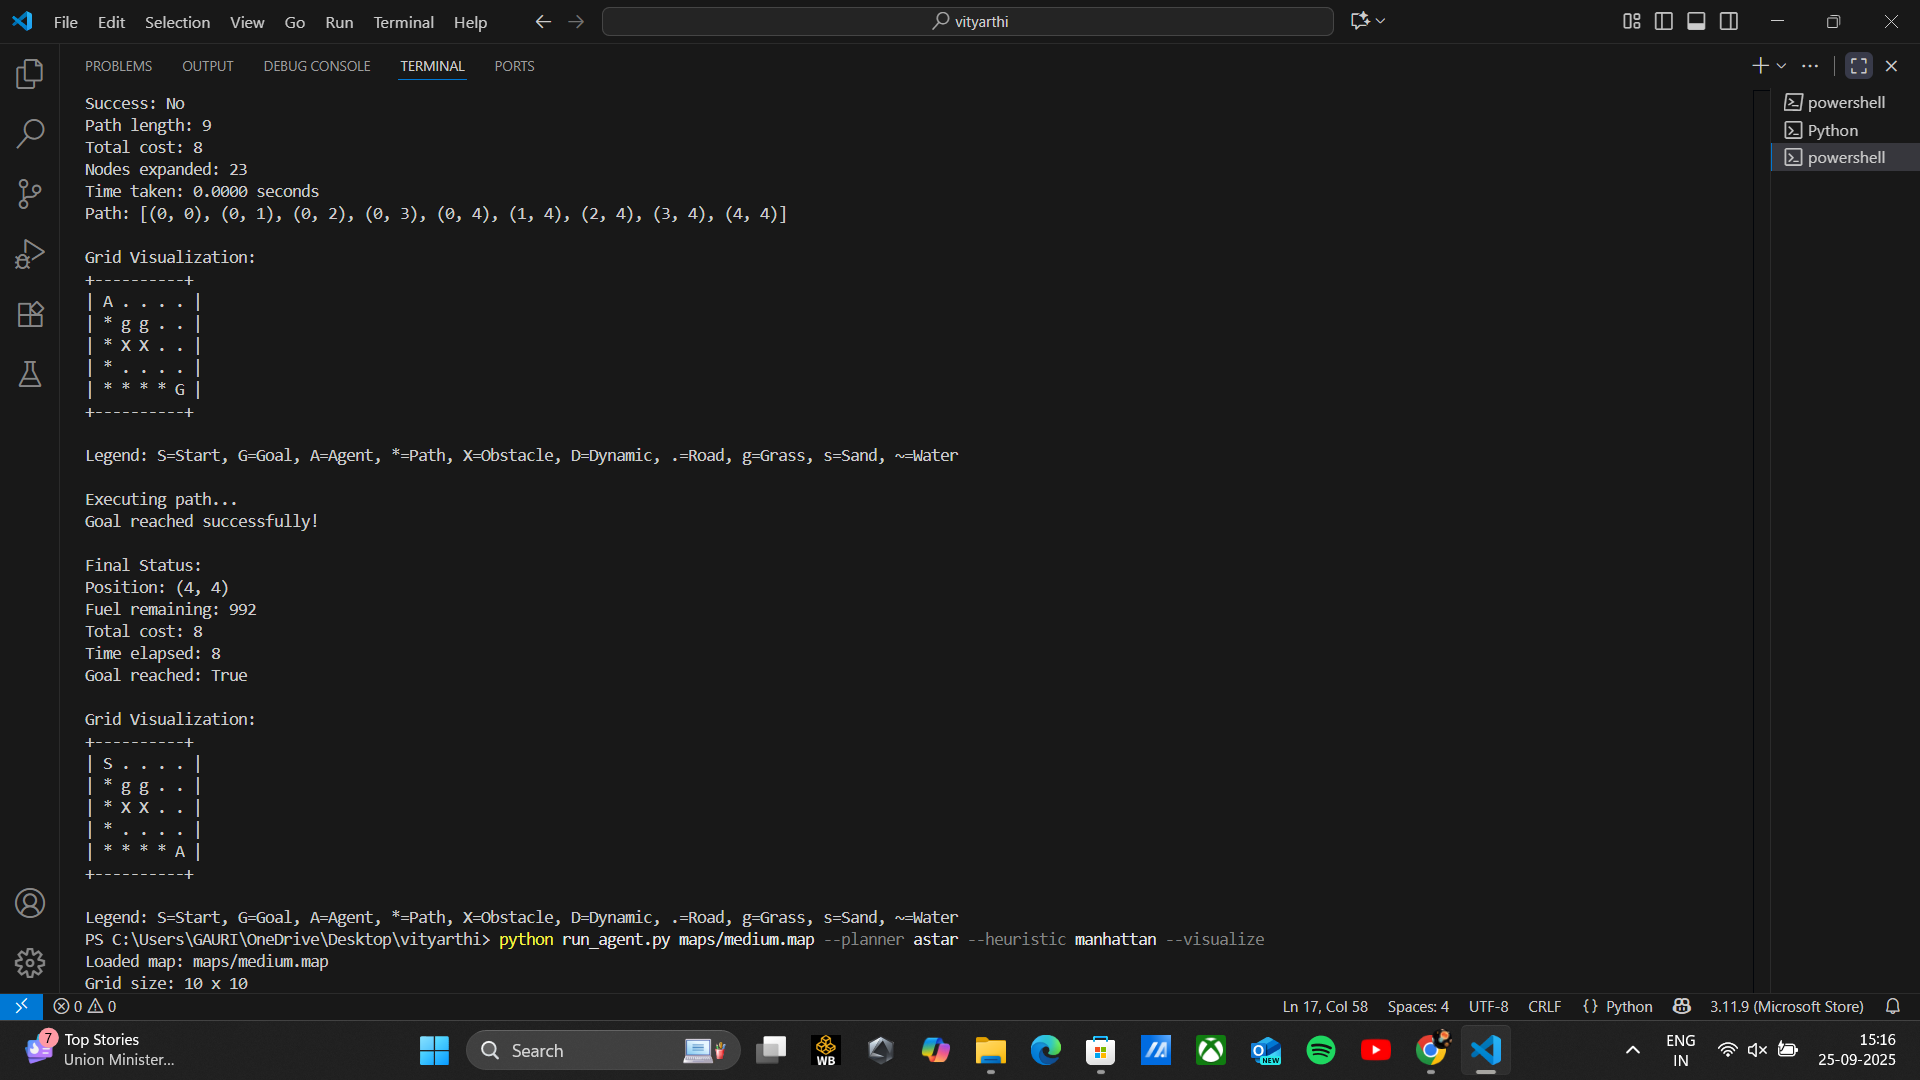 File Edit Selection View Go Run Terminal Help vityarthi
PROBLEMS OUTPUT DEBUG CONSOLE TERMINAL PORTS
powershell
Python
powershell
Success: No
Path length: 9
Total cost: 8
Nodes expanded: 23
Time taken: 0.0000 seconds
Path: [(0, 0), (0, 1), (0, 2), (0, 3), (0, 4), (1, 4), (2, 4), (3, 4), (4, 4)]
Grid Visualization:
+----------+
| A . . . . |
| * g g . . |
| * X X . . |
| * . . . . |
| * * * * G |
+----------+
Legend: S=Start, G=Goal, A=Agent, *=Path, X=Obstacle, D=Dynamic, .=Road, g=Grass, s=Sand, ~=Water
Executing path...
Goal reached successfully!
Final Status:
Position: (4, 4)
Fuel remaining: 992
Total cost: 8
Time elapsed: 8
Goal reached: True
Grid Visualization:
+----------+
| S . . . . |
| * g g . . |
| * X X . . |
| * . . . . |
| * * * * A |
+----------+
Legend: S=Start, G=Goal, A=Agent, *=Path, X=Obstacle, D=Dynamic, .=Road, g=Grass, s=Sand, ~=Water
PS C:\Users\GAURI\OneDrive\Desktop\vityarthi> python run_agent.py maps/medium.map --planner astar --heuristic manhattan --visualize
Loaded map: maps/medium.map
Grid size: 10 x 10
0 0 Ln 17, Col 58 Spaces: 4 UTF-8 CRLF {} Python 3.11.9 (Microsoft Store)
7 Top Stories
Union Minister...
Search
WB
NEW
ENG
IN
15:16
25-09-2025